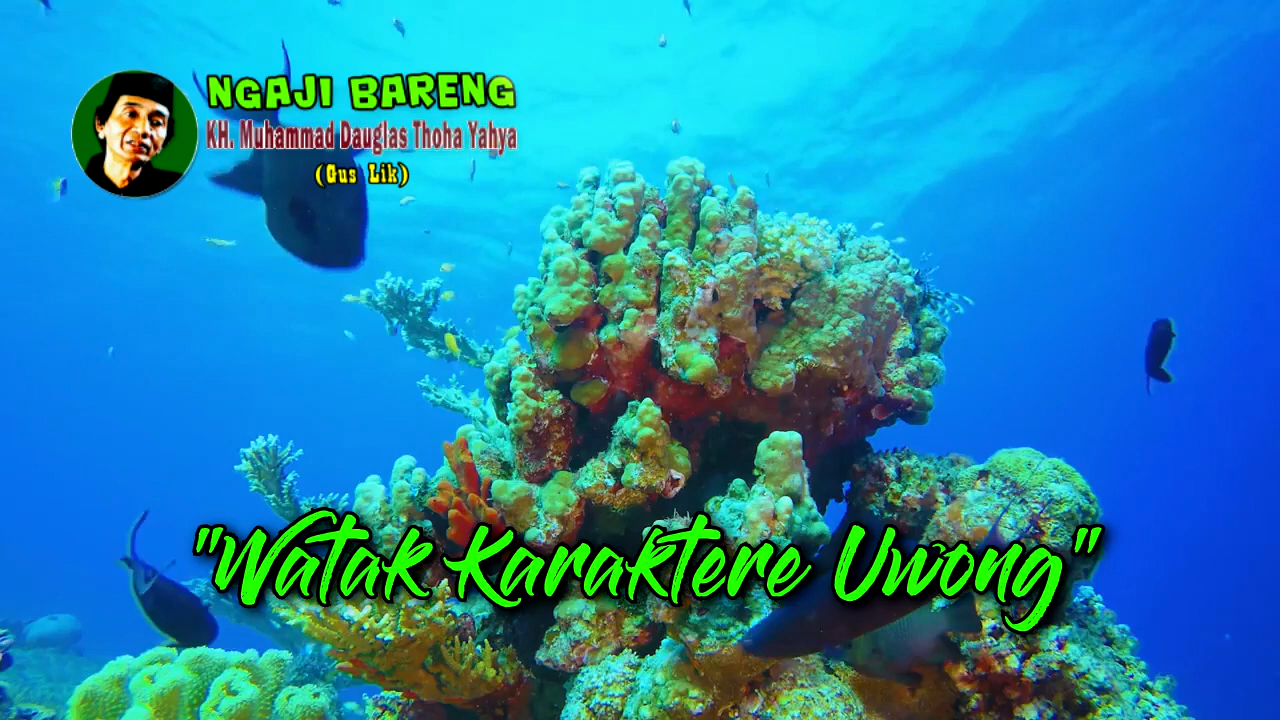 NGAJI BARENG
KH. Muhammad Dauglas Thoha Yahya
(Gus Lik)
"Watak Karaktere Uwong"